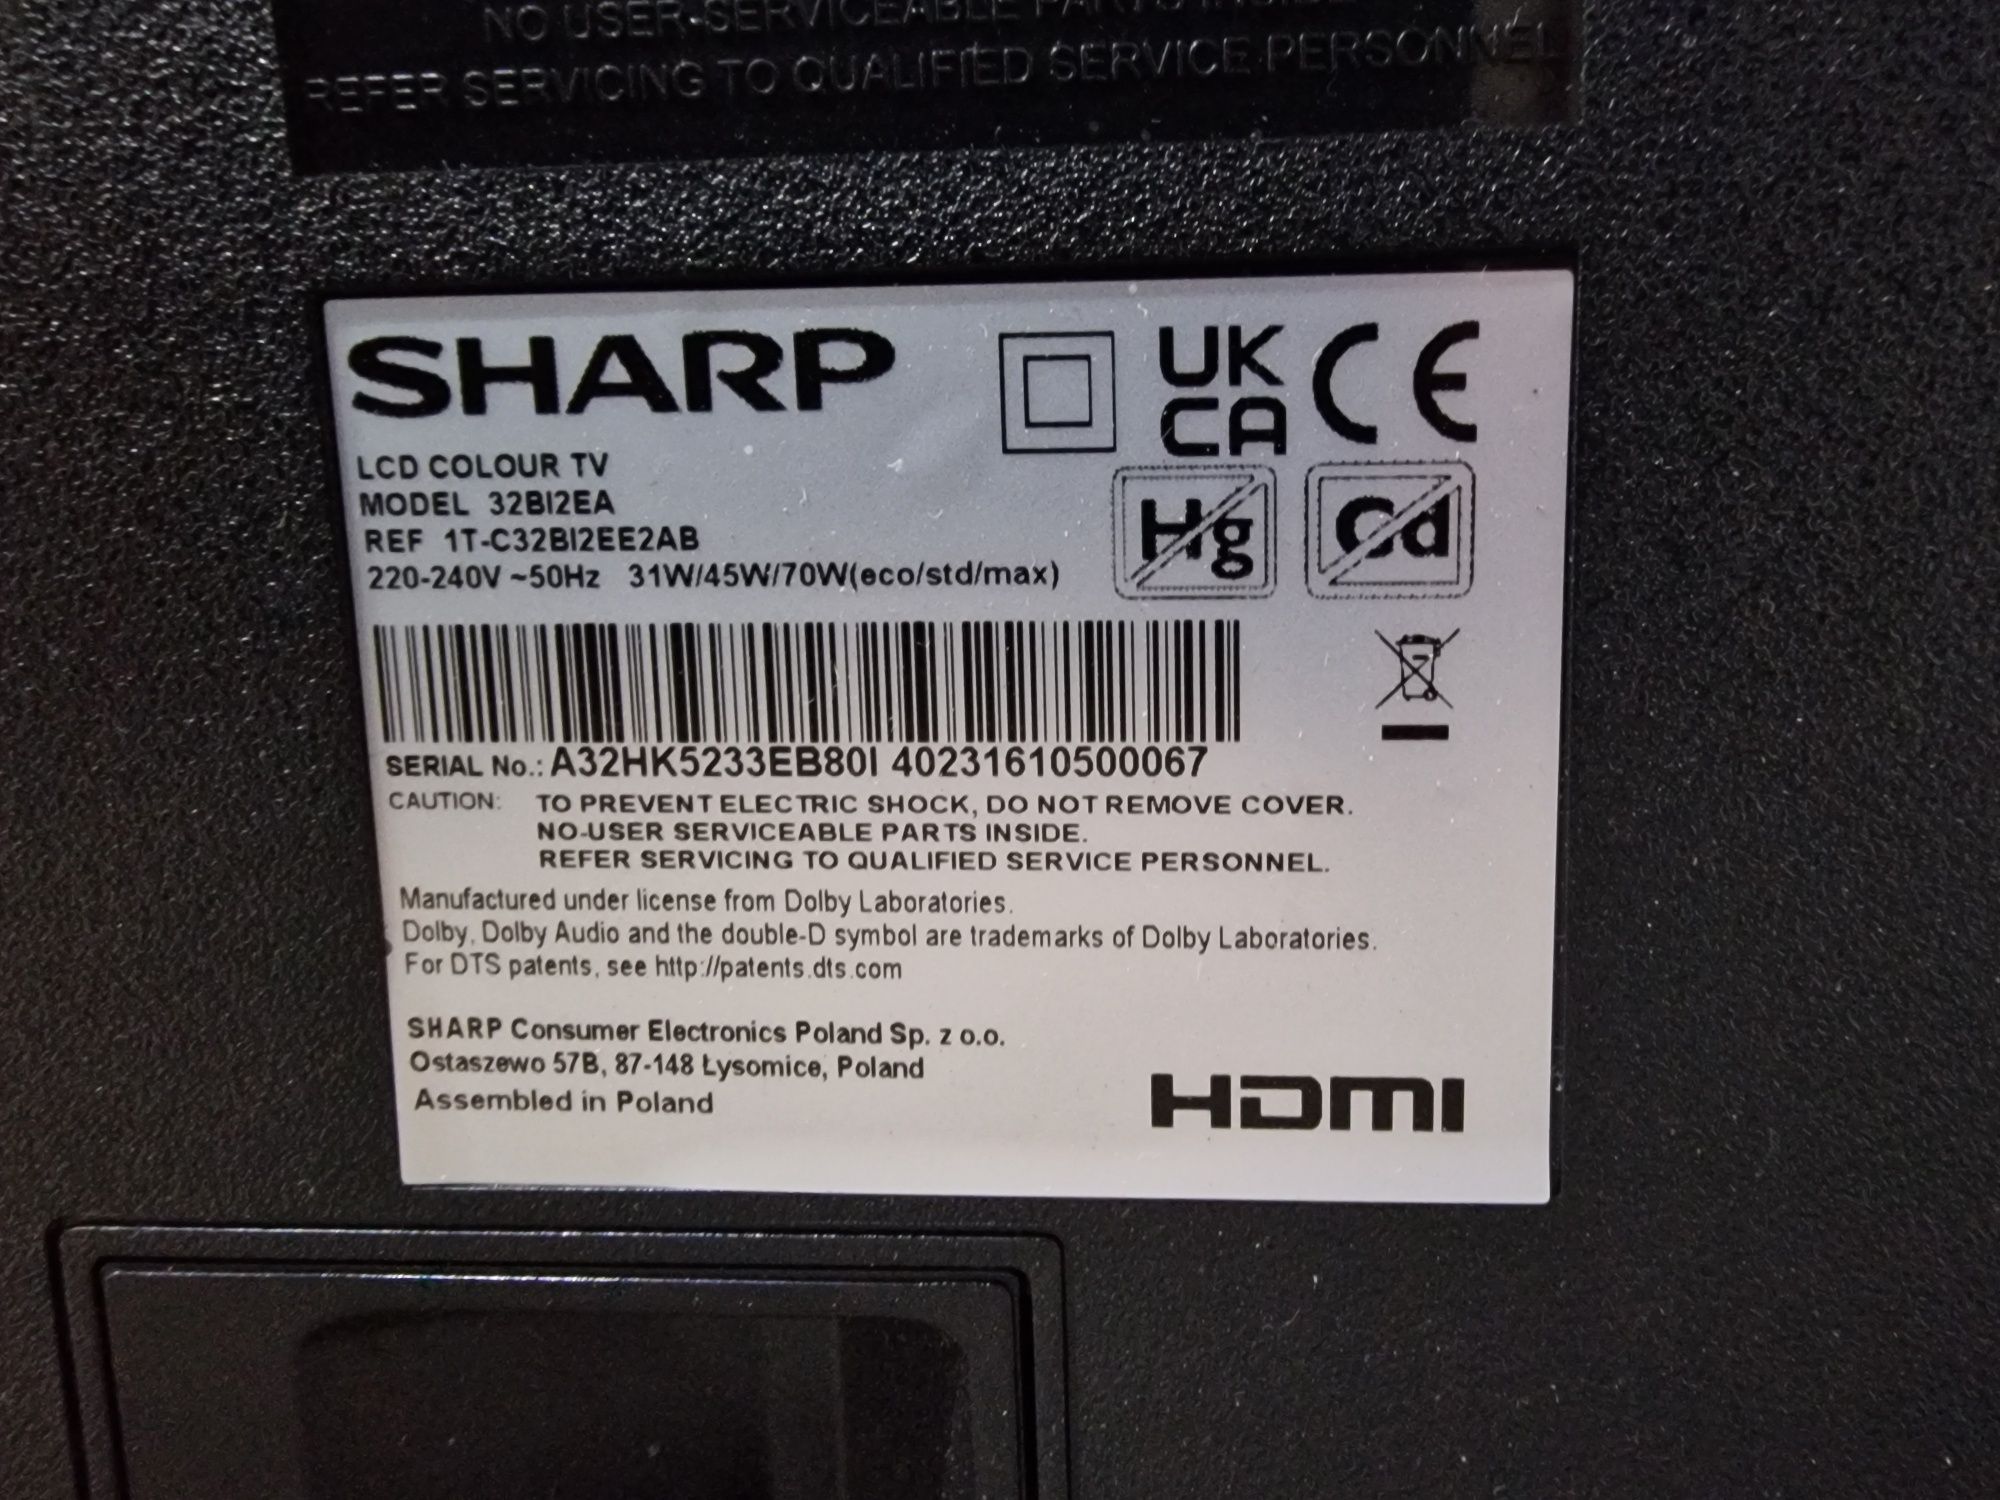 NO USER-SERVICEABLE PARTS INSIDE
REFER SERVICING TO QUALIFIED SERVICE PERSONNEL
SHARP
UK
CA
CE
LCD COLOUR TV
MODEL 32BI2EA
REF 1T-C32BI2EE2AB
220-240V ~50Hz 31W/45W/70W(eco/std/max)
Hg
Cd
SERIAL No.: A32HK5233EB80I 40231610500067
CAUTION: TO PREVENT ELECTRIC SHOCK, DO NOT REMOVE COVER.
NO-USER SERVICEABLE PARTS INSIDE.
REFER SERVICING TO QUALIFIED SERVICE PERSONNEL.
Manufactured under license from Dolby Laboratories.
Dolby, Dolby Audio and the double-D symbol are trademarks of Dolby Laboratories.
For DTS patents, see http://patents.dts.com
SHARP Consumer Electronics Poland Sp. z o.o.
Ostaszewo 57B, 87-148 Łysomice, Poland
Assembled in Poland
HDMI